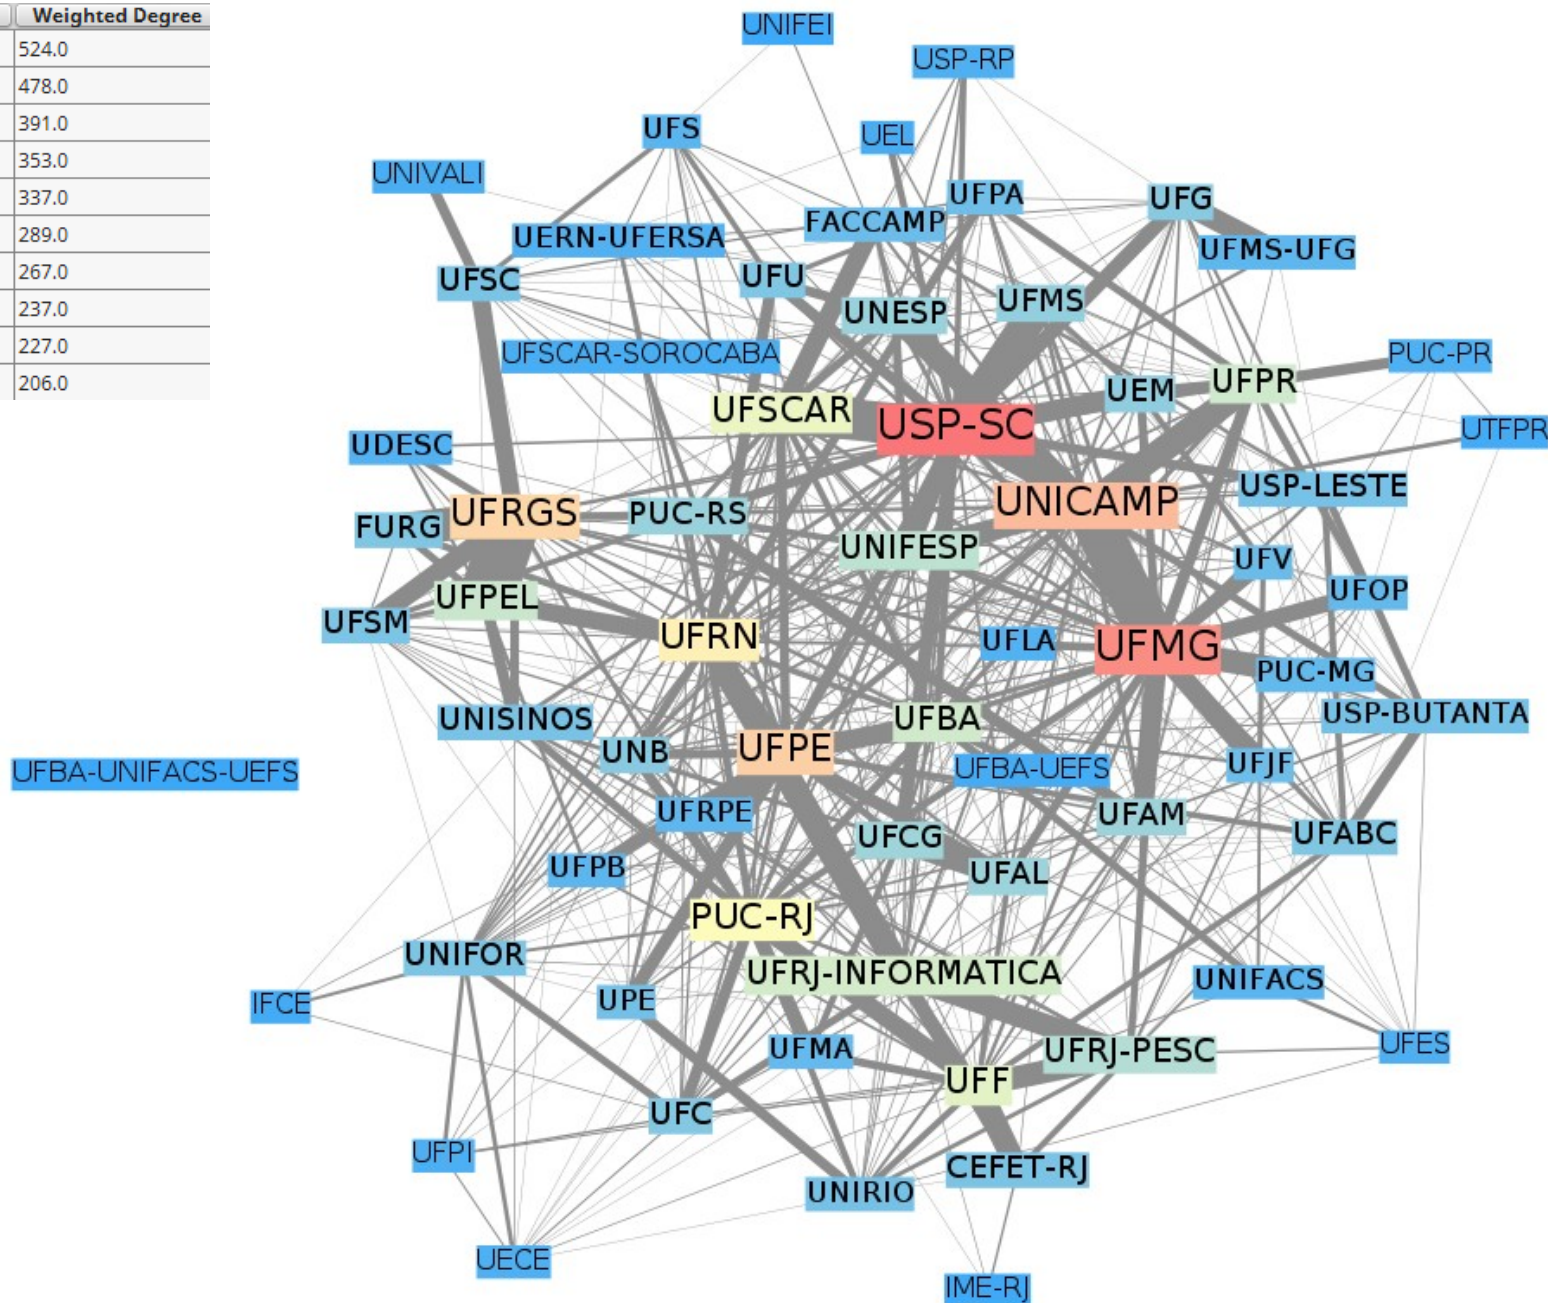 Weighted Degree
524.0
478.0
391.0
353.0
337.0
289.0
267.0
237.0
227.0
206.0
UNIFEI
USP-RP
UFS
UEL
UNIVALI
UFPA
UFG
FACCAMP
UERN-UFERSA
UFMS-UFG
UFSC
UFU
UNESP
UFMS
UFSCAR-SOROCABA
PUC-PR
UFPR
UEM
UFSCAR
USP-SC
UTFPR
UDESC
USP-LESTE
UNICAMP
UFRGS
PUC-RS
FURG
UNIFESP
UFV
UFOP
UFPEL
UFSM
UFRN
UFLA
UFMG
PUC-MG
USP-BUTANTA
UNISINOS
UFBA
UNB
UFPE
UFBA-UEFS
UFJF
UFBA-UNIFACS-UEFS
UFRPE
UFAM
UFCG
UFABC
UFPB
UFAL
PUC-RJ
UNIFOR
UFRJ-INFORMATICA
UNIFACS
IFCE
UPE
UFMA
UFRJ-PESC
UFES
UFF
UFC
UFPI
CEFET-RJ
UNIRIO
UECE
IME-RJ